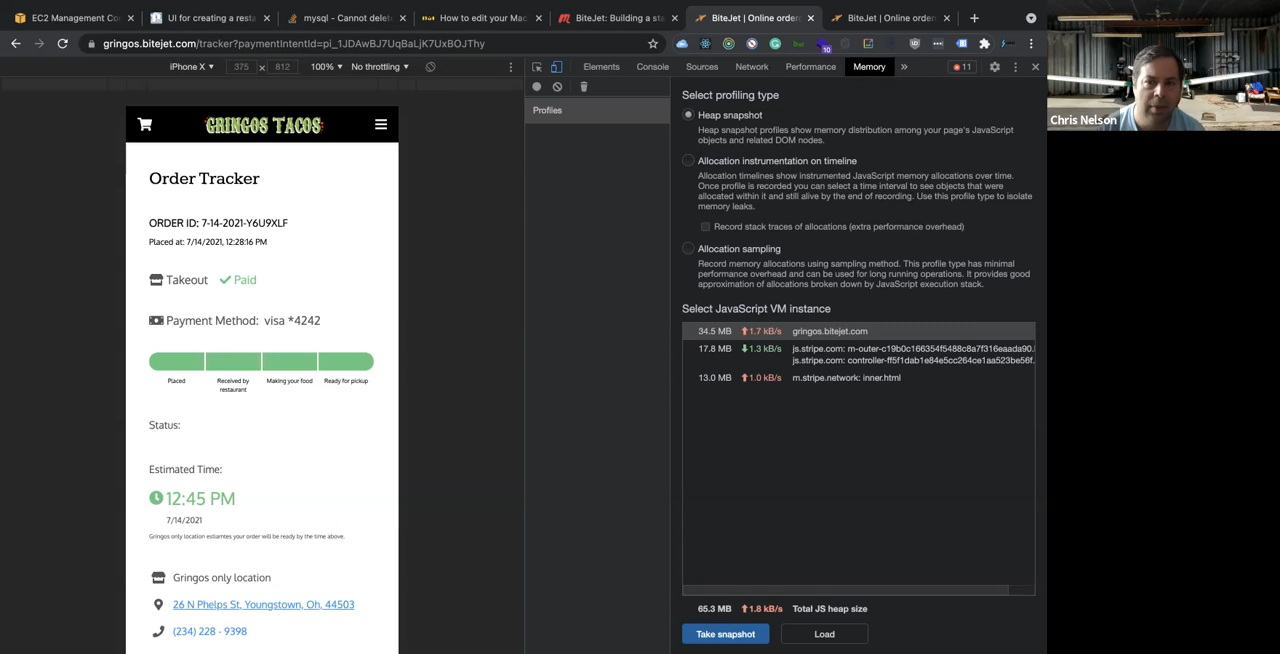 EC2 Management Co
UI for creating a resta
mysql - Cannot delet
How to edit your Mac
BiteJet: Building a sta
BiteJet | Online order
BiteJet | Online order
gringos.bitejet.com/tracker?paymentIntentId=pi_1JDAwBJ7UqBaLjK7UxBOJThy
10
iPhone X ▾
375
x
812
100% ▾
No throttling ▾
Elements
Console
Sources
Network
Performance
Memory
»
11
Profiles
GRINGOS TACOS
Order Tracker
ORDER ID: 7-14-2021-Y6U9XLF
Placed at: 7/14/2021, 12:28:16 PM
Takeout
Paid
Payment Method: visa *4242
Placed
Received by
restaurant
Making your food
Ready for pickup
Status:
Estimated Time:
12:45 PM
7/14/2021
Gringos only location estiamtes your order will be ready by the time above.
Gringos only location
26 N Phelps St, Youngstown, Oh, 44503
(234) 228 - 9398
Select profiling type
Heap snapshot
Heap snapshot profiles show memory distribution among your page's JavaScript
objects and related DOM nodes.
Allocation instrumentation on timeline
Allocation timelines show instrumented JavaScript memory allocations over time.
Once profile is recorded you can select a time interval to see objects that were
allocated within it and still alive by the end of recording. Use this profile type to isolate
memory leaks.
Record stack traces of allocations (extra performance overhead)
Allocation sampling
Record memory allocations using sampling method. This profile type has minimal
performance overhead and can be used for long running operations. It provides good
approximation of allocations broken down by JavaScript execution stack.
Select JavaScript VM instance
34.5 MB ⬆1.7 kB/s gringos.bitejet.com
17.8 MB ⬇1.3 kB/s js.stripe.com: m-outer-c19b0c166354f5488c8a7f316eaada90.
js.stripe.com: controller-ff5f1dab1e84e5cc264ce1aa523be56f.
13.0 MB ⬆1.0 kB/s m.stripe.network: inner.html
65.3 MB ⬆1.8 kB/s Total JS heap size
Take snapshot
Load
Chris Nelson